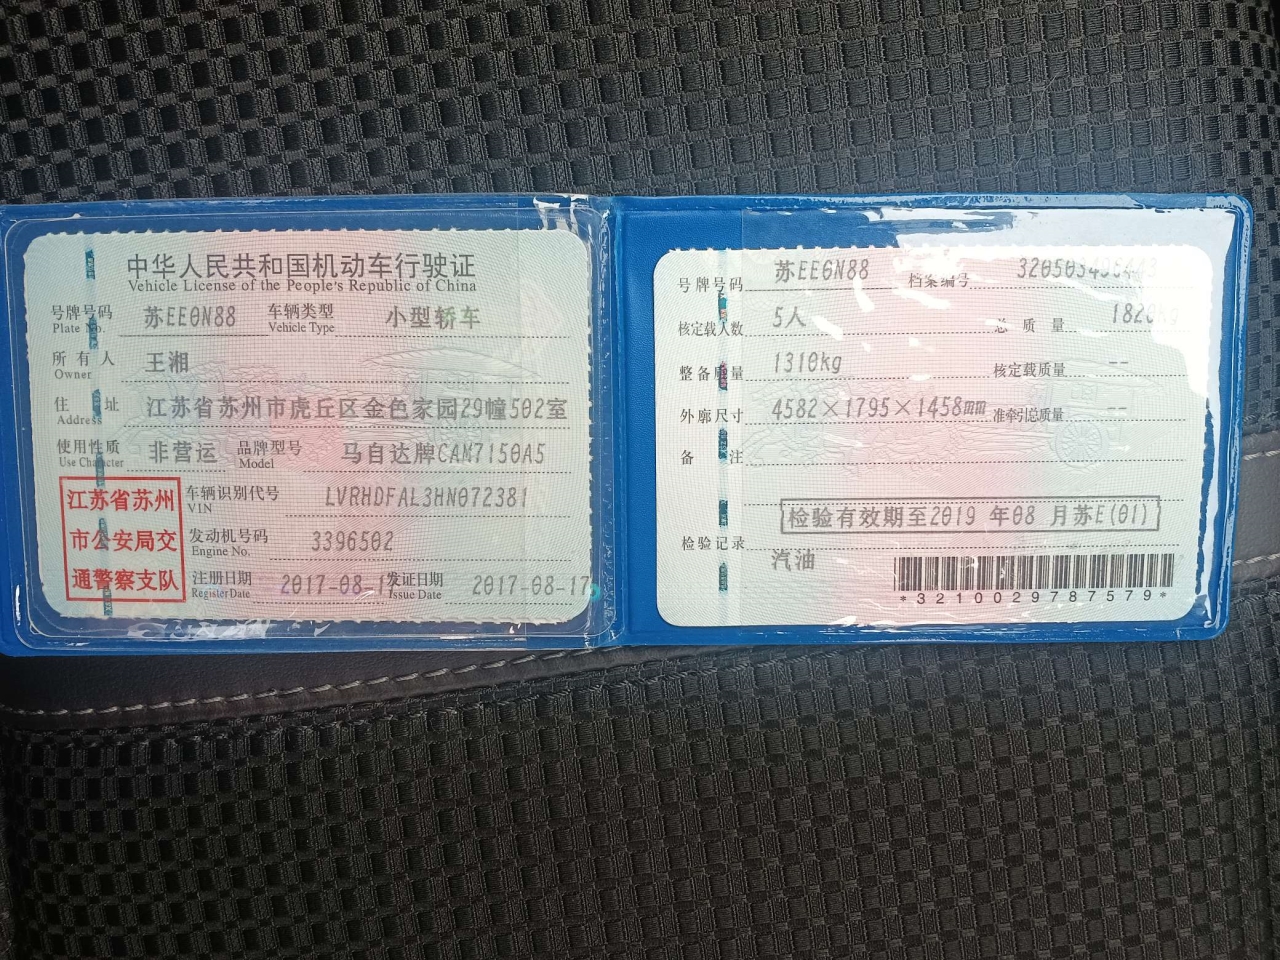 中华人民共和国机动车行驶证
Vehicle License of the People's Republic of China
号牌号码 苏EE0N88 车辆类型 小型轿车
Plate No. Vehicle Type
所有人 王湘
Owner
住址 江苏省苏州市虎丘区金色家园29幢502室
Address
使用性质 非营运 品牌型号 马自达牌CAM7150A5
Use Character Model
江苏省苏州
市公安局交
通警察支队
车辆识别代号 LVRHDFAL3HN072381
VIN
发动机号码 3396502
Engine No.
注册日期 2017-08-17 发证日期 2017-08-17
Register Date Issue Date
号牌号码 苏EE0N88 档案编号
核定载人数 5人 总质量 1820kg
整备质量 1310kg 核定载质量 --
外廓尺寸 4582×1795×1458mm 准牵引总质量 --
备注
检验有效期至2019 年08 月苏E(01)
检验记录
汽油
*3210029787579*